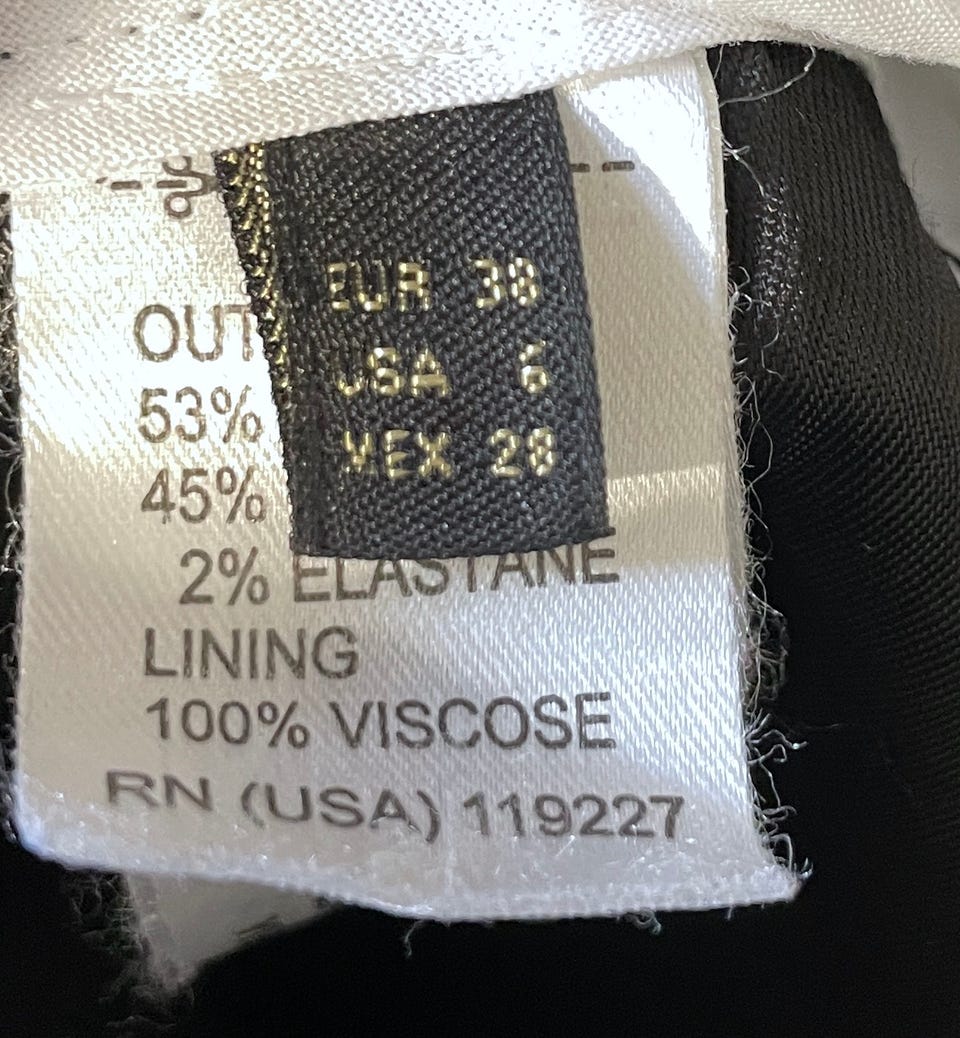 EUR 38
USA 6
MEX 28
OUT
53%
45%
2% ELASTANE
LINING
100% VISCOSE
RN (USA) 119227